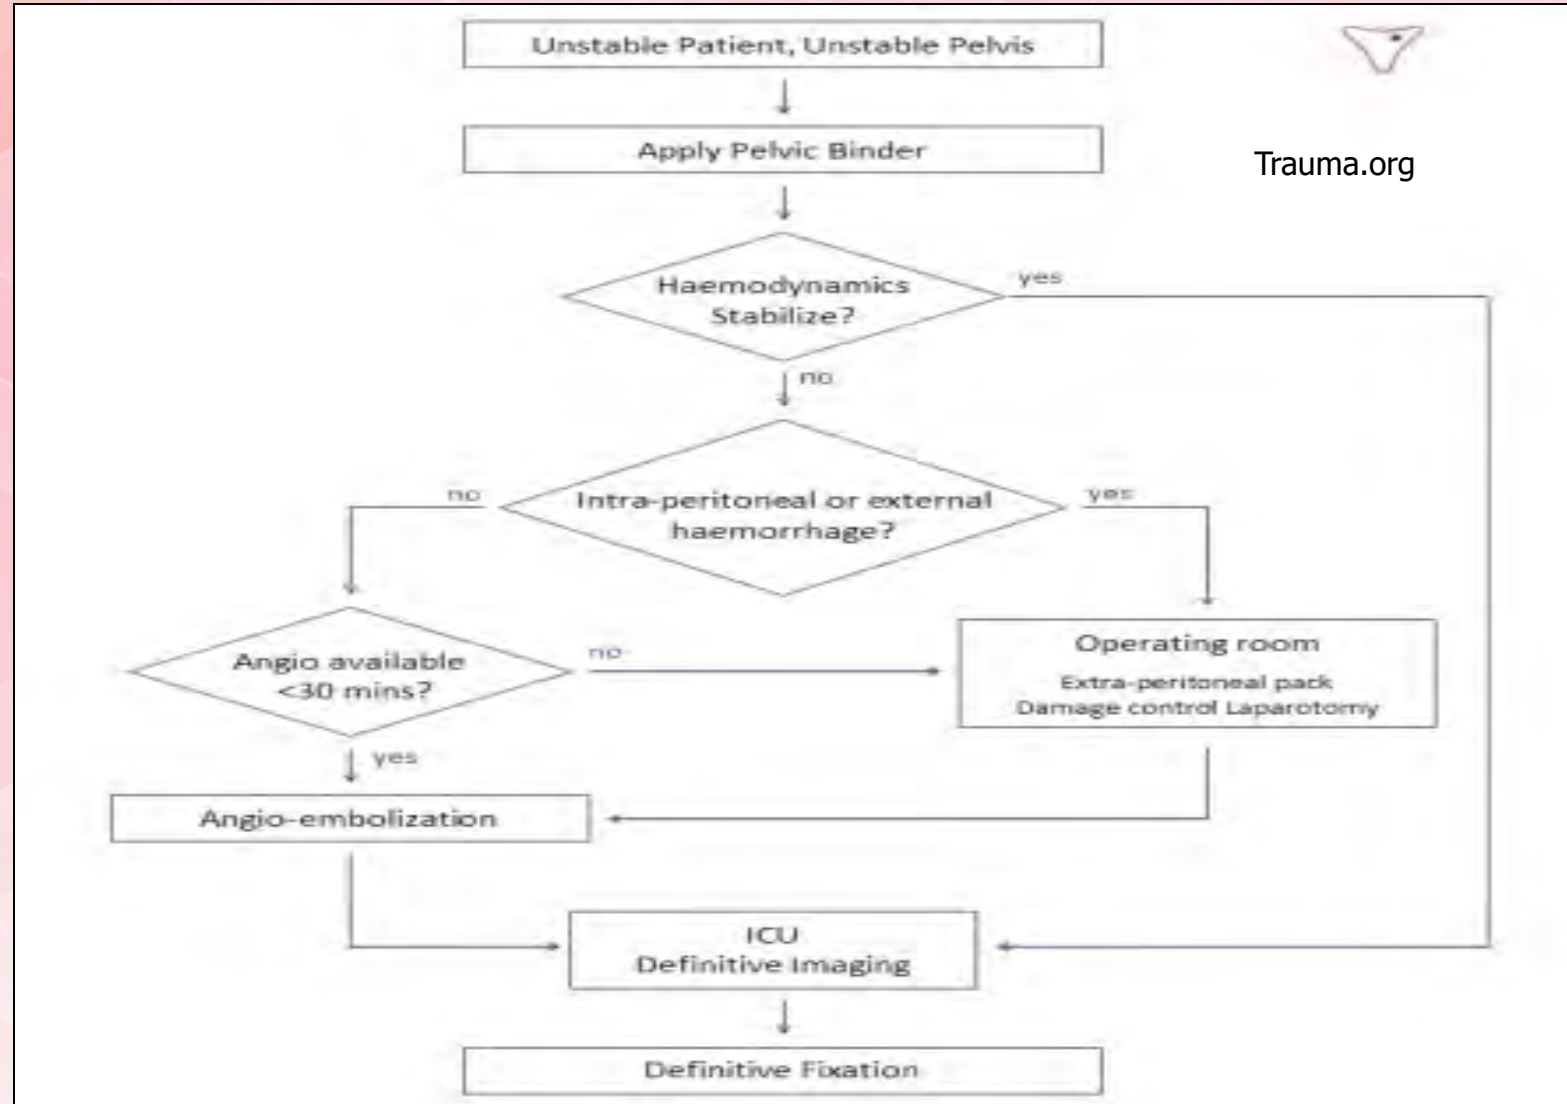 Unstable Patient, Unstable Pelvis
Apply Pelvic Binder
Trauma.org
Haemodynamics
Stabilize?
yes
no
Intra-peritoneal or external
haemorrhage?
no
yes
Angio available
<30 mins?
no
Operating room
Extra-peritoneal pack
Damage control Laparotomy
yes
Angio-embolization
ICU
Definitive Imaging
Definitive Fixation